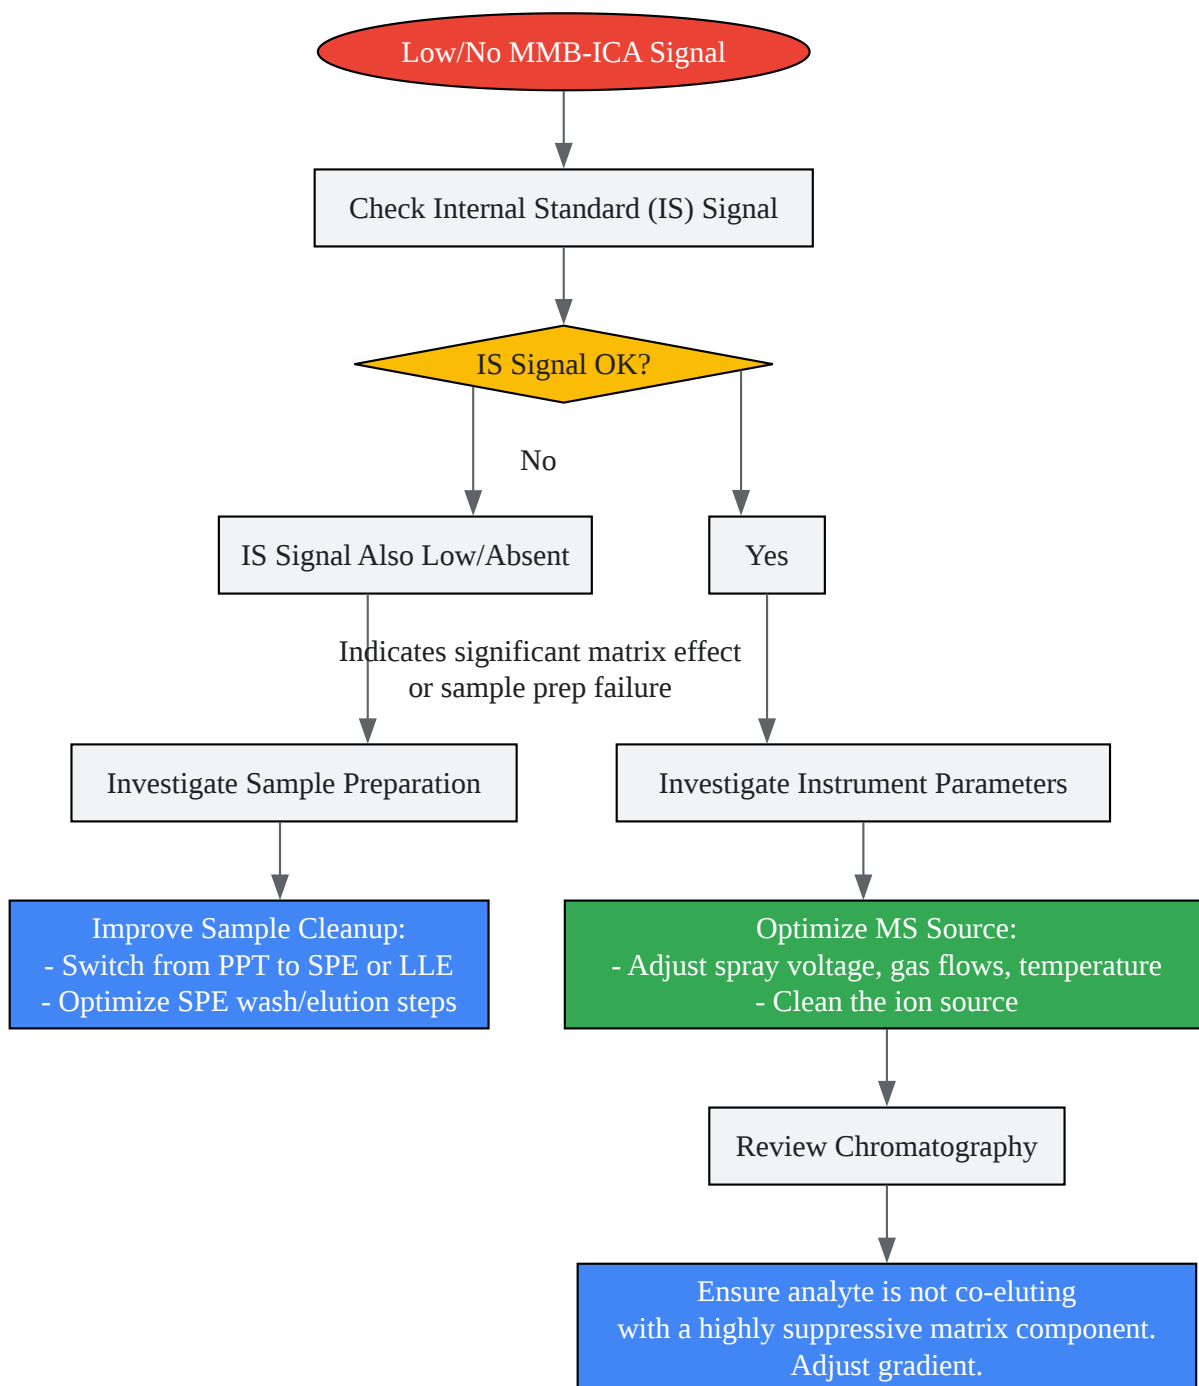 Low/No MMB-ICA Signal
Check Internal Standard (IS) Signal
IS Signal OK?
No
IS Signal Also Low/Absent
Yes
Indicates significant matrix effect
or sample prep failure
Investigate Sample Preparation
Investigate Instrument Parameters
Improve Sample Cleanup:
- Switch from PPT to SPE or LLE
- Optimize SPE wash/elution steps
Optimize MS Source:
- Adjust spray voltage, gas flows, temperature
- Clean the ion source
Review Chromatography
Ensure analyte is not co-eluting
with a highly suppressive matrix component.
Adjust gradient.